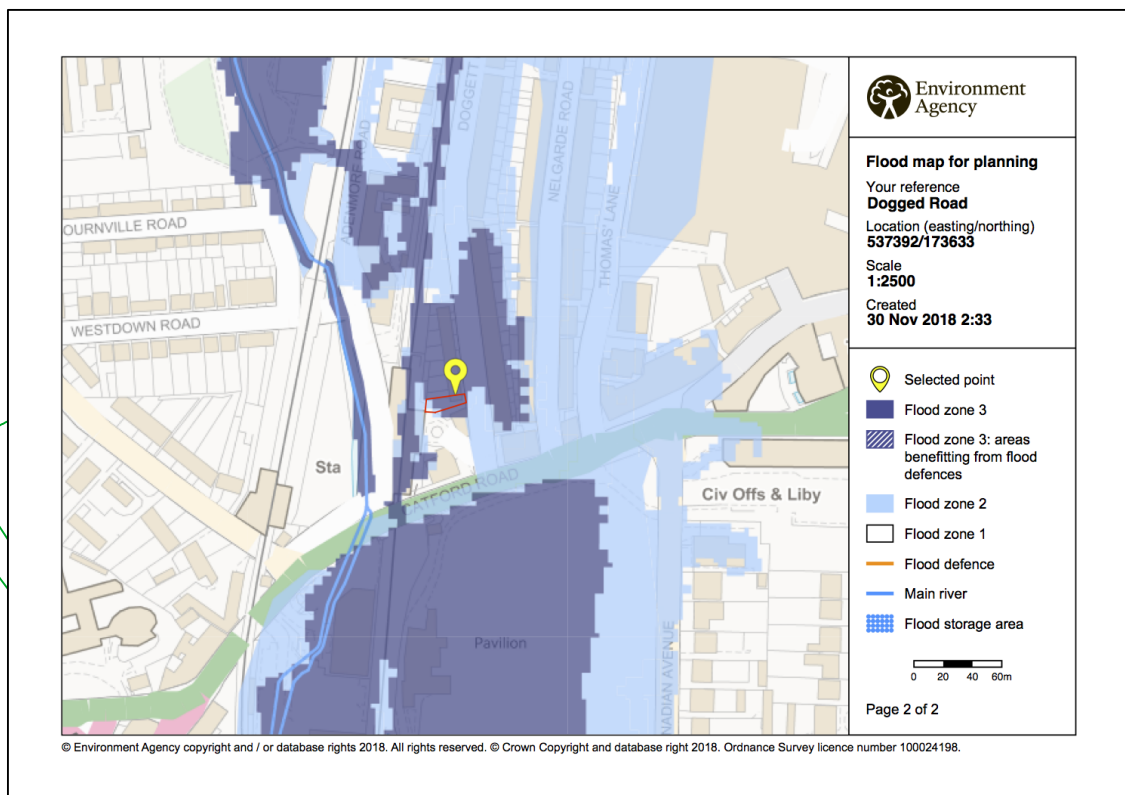 Environment
Agency
Flood map for planning
Your reference
Dogged Road
Location (easting/northing)
537392/173633
Scale
1:2500
Created
30 Nov 2018 2:33
Selected point
Flood zone 3
Flood zone 3: areas
benefitting from flood
defences
Flood zone 2
Flood zone 1
Flood defence
Main river
Flood storage area
0 20 40 60m
Page 2 of 2
DOGGETT
ADENMORE ROAD
NELGARDE ROAD
THOMAS' LANE
OURNVILLE ROAD
WESTDOWN ROAD
Sta
CATFORD ROAD
Civ Offs & Liby
Pavilion
NADIAN AVENUE
© Environment Agency copyright and / or database rights 2018. All rights reserved. © Crown Copyright and database right 2018. Ordnance Survey licence number 100024198.